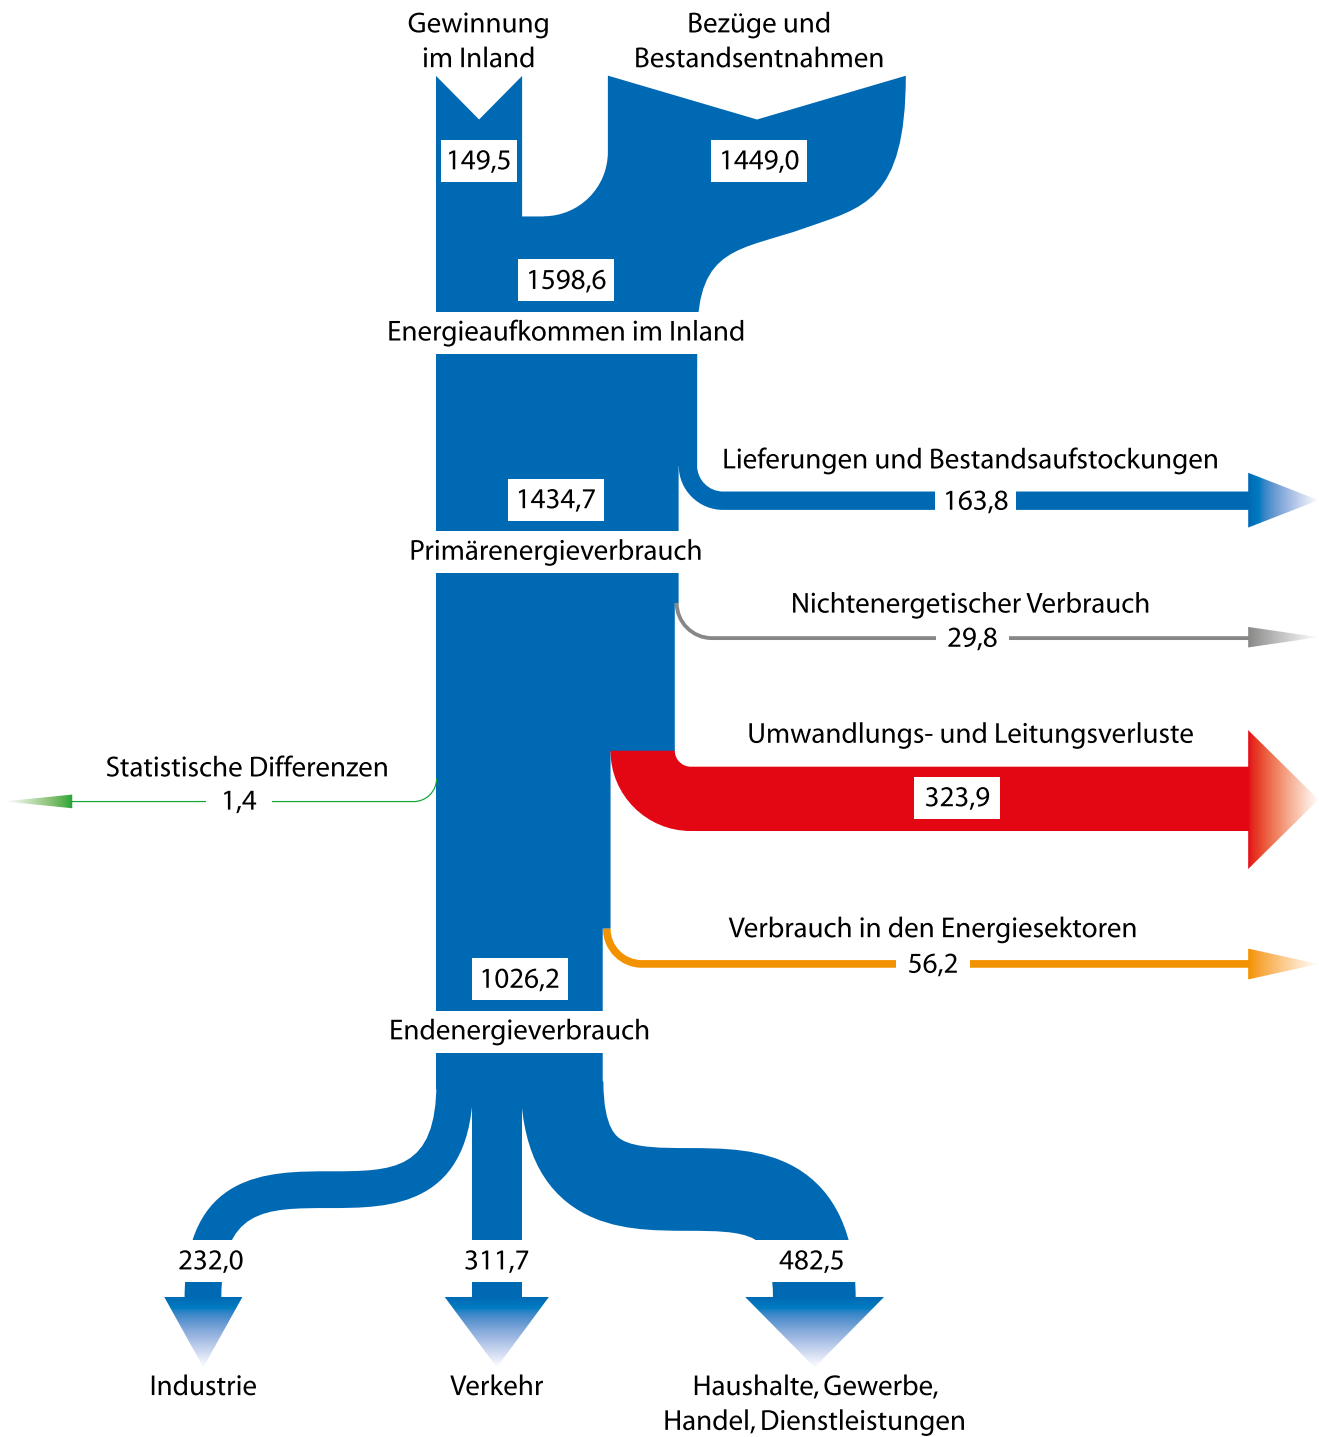 Gewinnung
im Inland
Bezüge und
Bestandsentnahmen
149,5
1449,0
1598,6
Energieaufkommen im Inland
Lieferungen und Bestandsaufstockungen
163,8
1434,7
Primärenergieverbrauch
Nichtenergetischer Verbrauch
29,8
Umwandlungs- und Leitungsverluste
323,9
Statistische Differenzen
1,4
Verbrauch in den Energiesektoren
56,2
1026,2
Endenergieverbrauch
232,0
311,7
482,5
Industrie
Verkehr
Haushalte, Gewerbe,
Handel, Dienstleistungen